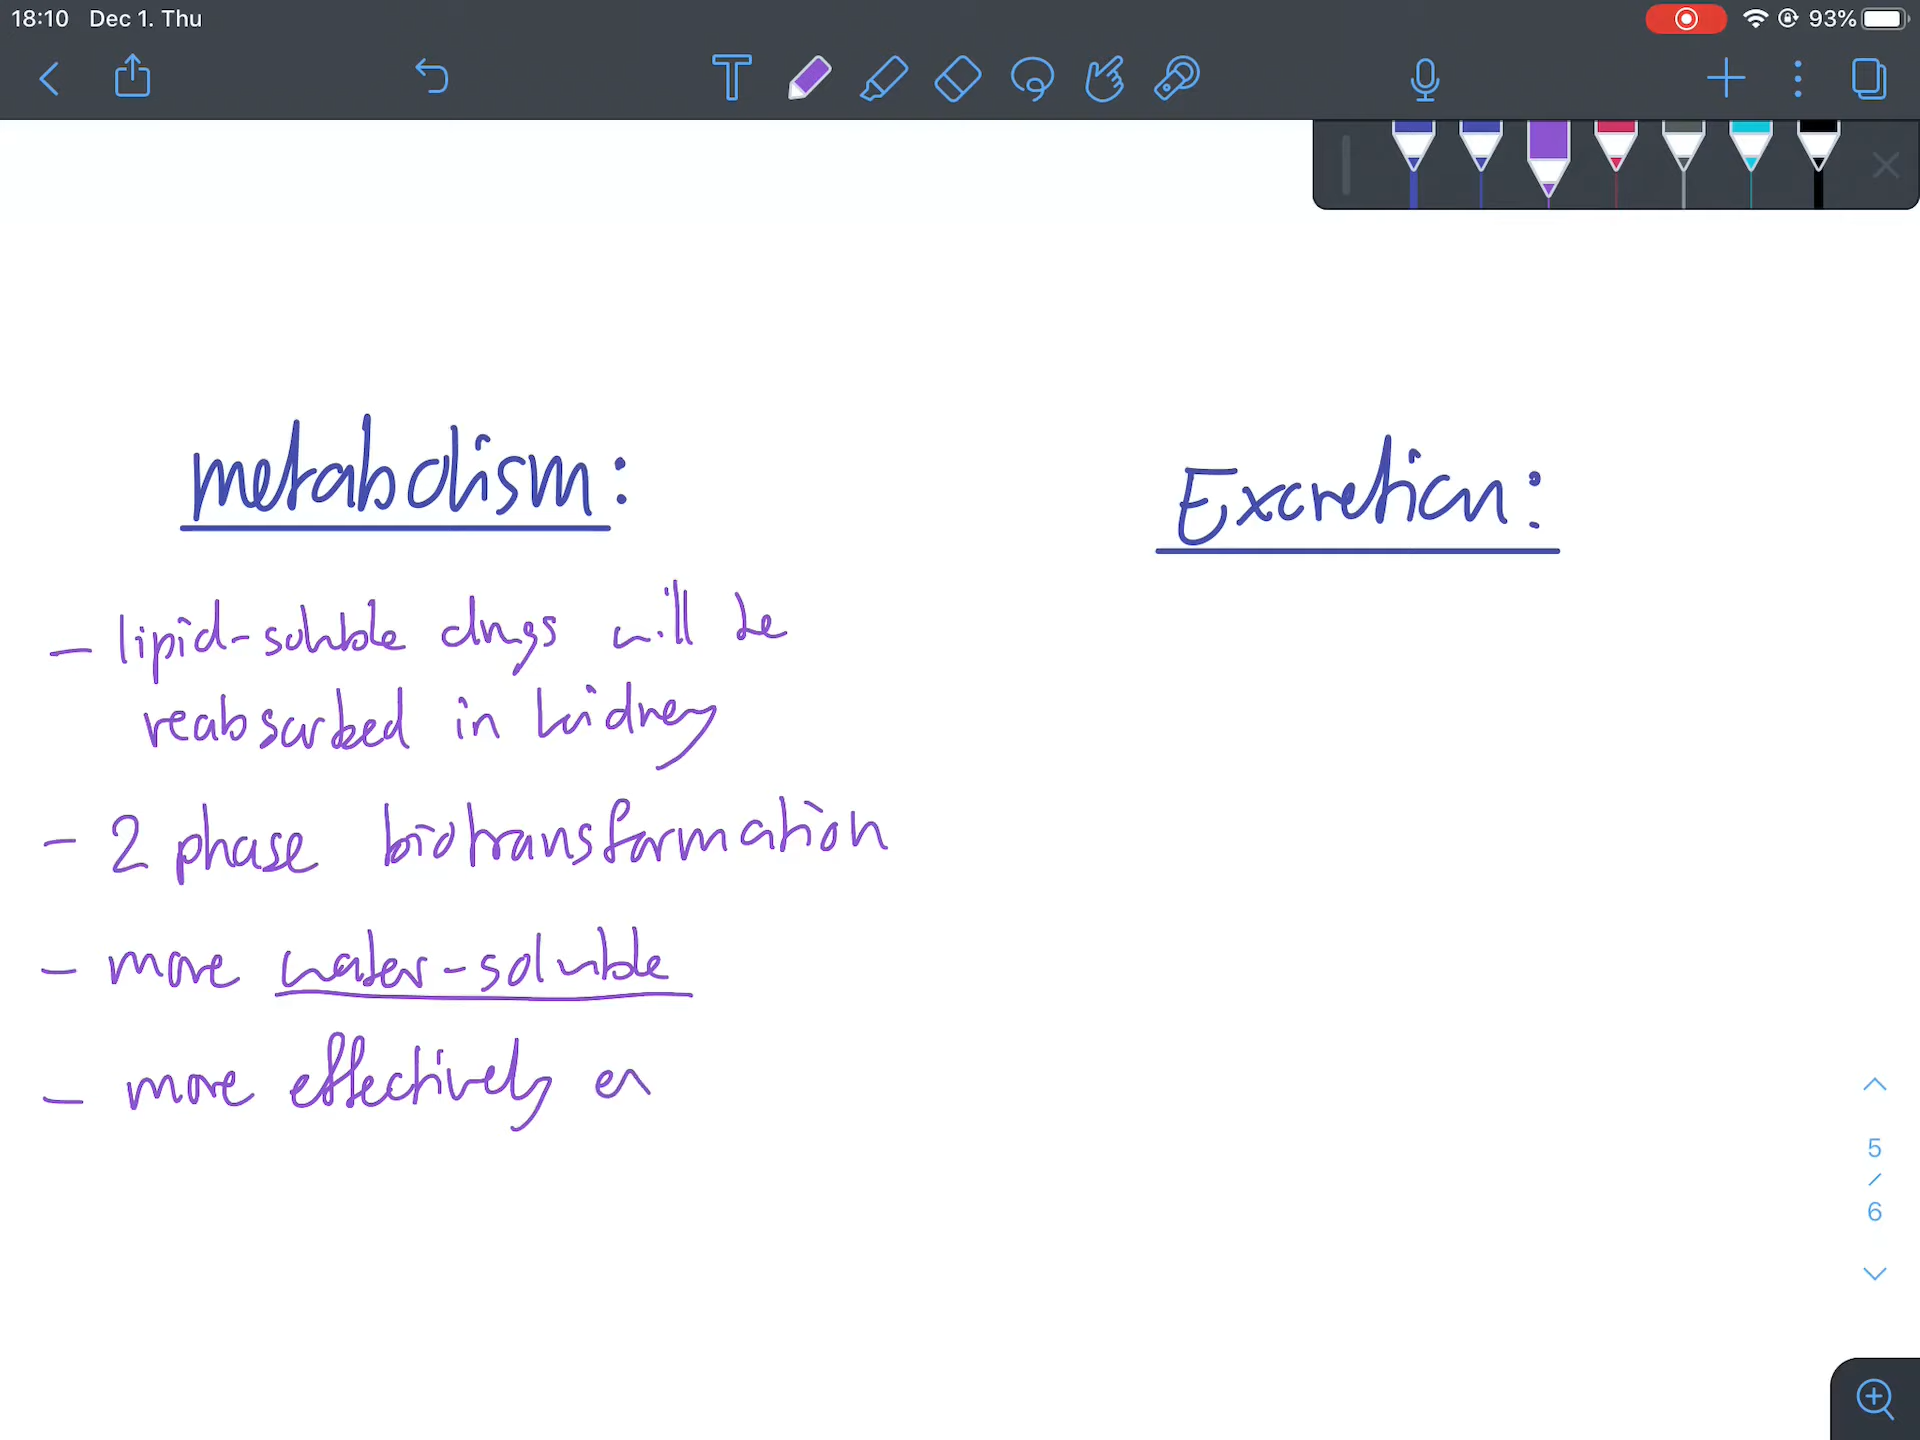 18:10 Dec 1. Thu 93%
metabolism:
Excretion:
- lipid-soluble drugs will be
reabsorbed in kidney
- 2 phase biotransformation
- more water-soluble
- more effectively ex
5
/
6